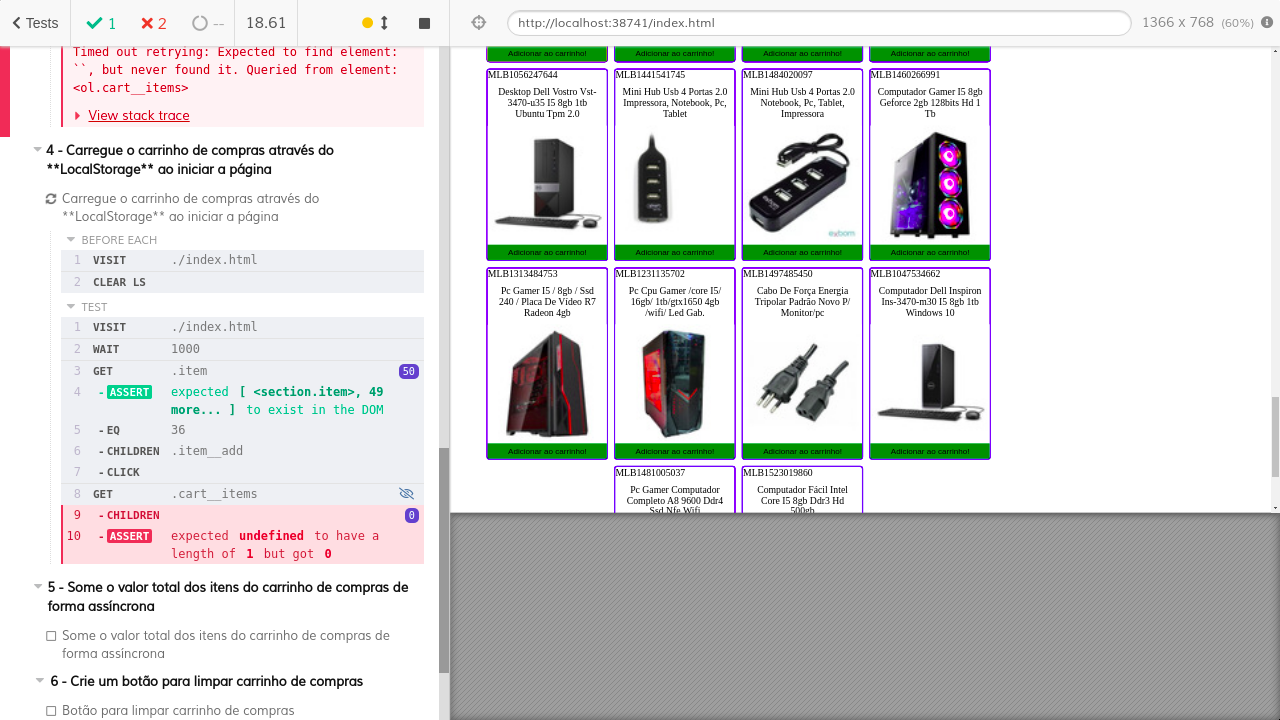 Tests
1
2
--
18.61
http://localhost:38741/index.html
1366 x 768 (60%)
Timed out retrying: Expected to find element:
``, but never found it. Queried from element:
<ol.cart__items>
View stack trace
4 - Carregue o carrinho de compras através do
**LocalStorage** ao iniciar a página
Carregue o carrinho de compras através do
**LocalStorage** ao iniciar a página
BEFORE EACH
1 VISIT ./index.html
2 CLEAR LS
TEST
1 VISIT ./index.html
2 WAIT 1000
3 GET .item 50
4 - ASSERT expected [ <section.item>, 49
more... ] to exist in the DOM
5 - EQ 36
6 - CHILDREN .item__add
7 - CLICK
8 GET .cart__items
9 - CHILDREN 0
10 - ASSERT expected undefined to have a
length of 1 but got 0
5 - Some o valor total dos itens do carrinho de compras de
forma assíncrona
Some o valor total dos itens do carrinho de compras de
forma assíncrona
6 - Crie um botão para limpar carrinho de compras
Botão para limpar carrinho de compras
Adicionar ao carrinho! Adicionar ao carrinho! Adicionar ao carrinho! Adicionar ao carrinho!
MLB1056247644
Desktop Dell Vostro Vst-
3470-u35 I5 8gb 1tb
Ubuntu Tpm 2.0
Adicionar ao carrinho!
MLB1441541745
Mini Hub Usb 4 Portas 2.0
Impressora, Notebook, Pc,
Tablet
Adicionar ao carrinho!
MLB1484020097
Mini Hub Usb 4 Portas 2.0
Notebook, Pc, Tablet,
Impressora
exbom
Adicionar ao carrinho!
MLB1460266991
Computador Gamer I5 8gb
Geforce 2gb 128bits Hd 1
Tb
Adicionar ao carrinho!
MLB1313484753
Pc Gamer I5 / 8gb / Ssd
240 / Placa De Vídeo R7
Radeon 4gb
Adicionar ao carrinho!
MLB1231135702
Pc Cpu Gamer /core I5/
16gb/ 1tb/gtx1650 4gb
/wifi/ Led Gab.
Adicionar ao carrinho!
MLB1497485450
Cabo De Força Energia
Tripolar Padrão Novo P/
Monitor/pc
Adicionar ao carrinho!
MLB1047534662
Computador Dell Inspiron
Ins-3470-m30 I5 8gb 1tb
Windows 10
Adicionar ao carrinho!
MLB1481005037
Pc Gamer Computador
Completo A8 9600 Ddr4
Ssd Nfe Wifi
MLB1523019860
Computador Fácil Intel
Core I5 8gb Ddr3 Hd
500gb